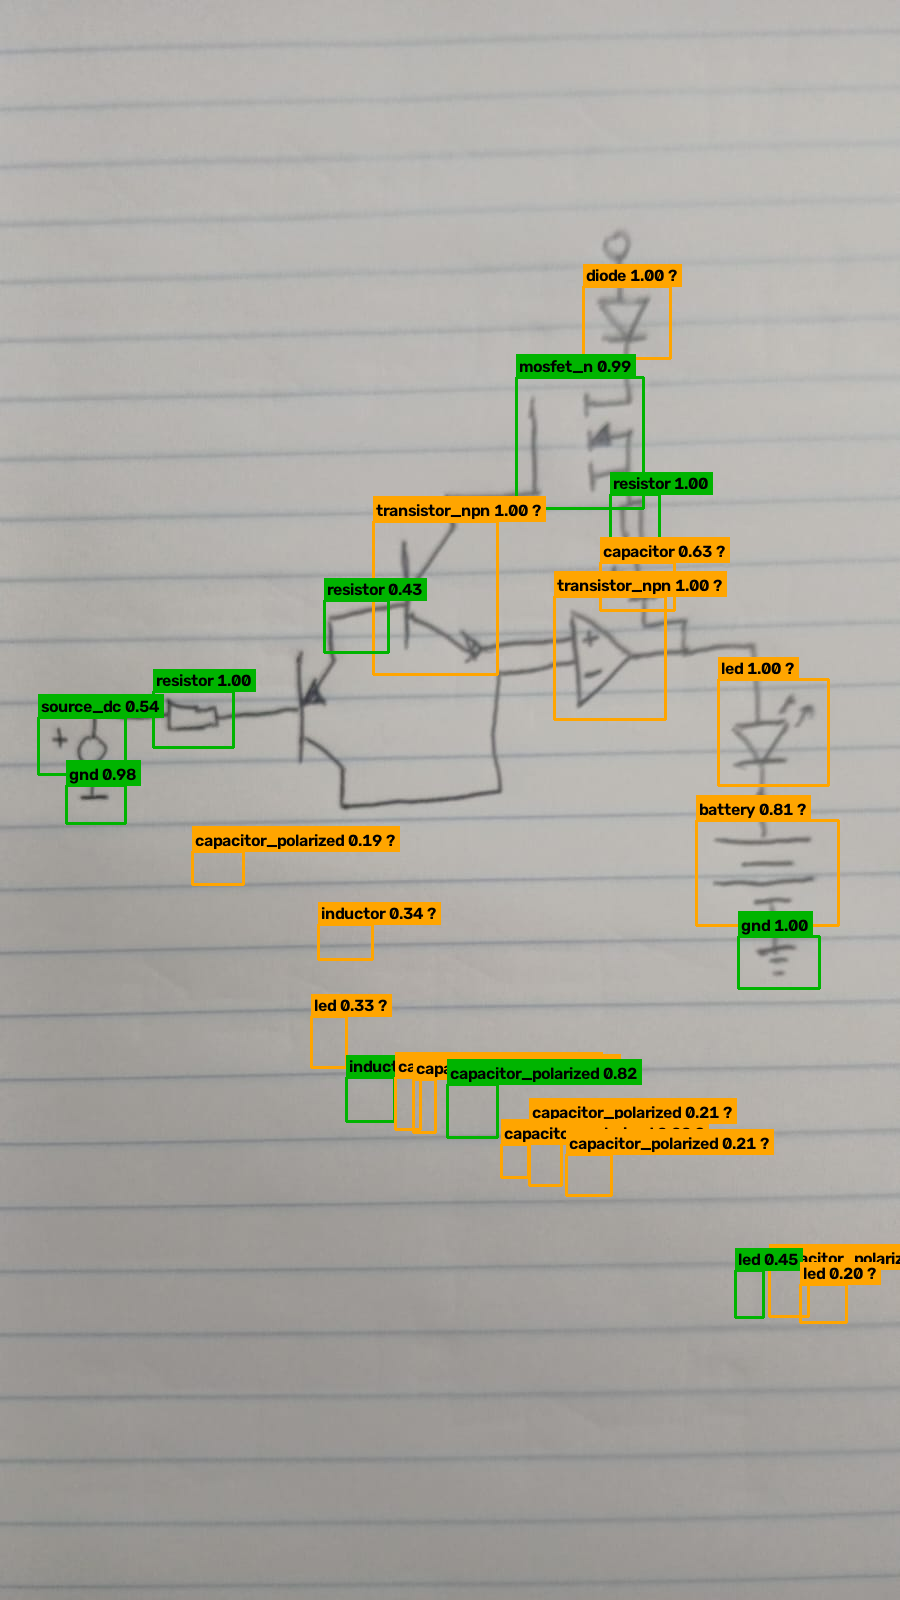 diode 1.00 ?
mosfet_n 0.99
resistor 1.00
transistor_npn 1.00 ?
capacitor 0.63 ?
transistor_npn 1.00 ?
resistor 0.43
+
-
led 1.00 ?
resistor 1.00
source_dc 0.54
+
gnd 0.98
battery 0.81 ?
capacitor_polarized 0.19 ?
inductor 0.34 ?
gnd 1.00
led 0.33 ?
capacitor_polarized 0.82
capacitor_polarized 0.21 ?
capacitor_polarized 0.21 ?
led 0.45
led 0.20 ?